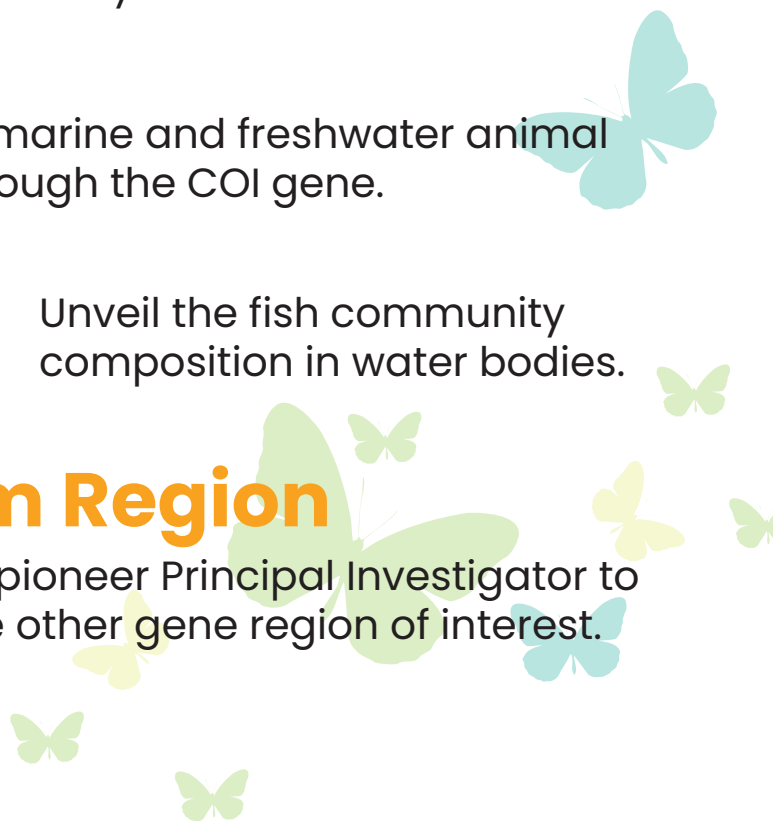 marine and freshwater animal
ough the COI gene.
Unveil the fish community
composition in water bodies.
m Region
pioneer Principal Investigator to
e other gene region of interest.